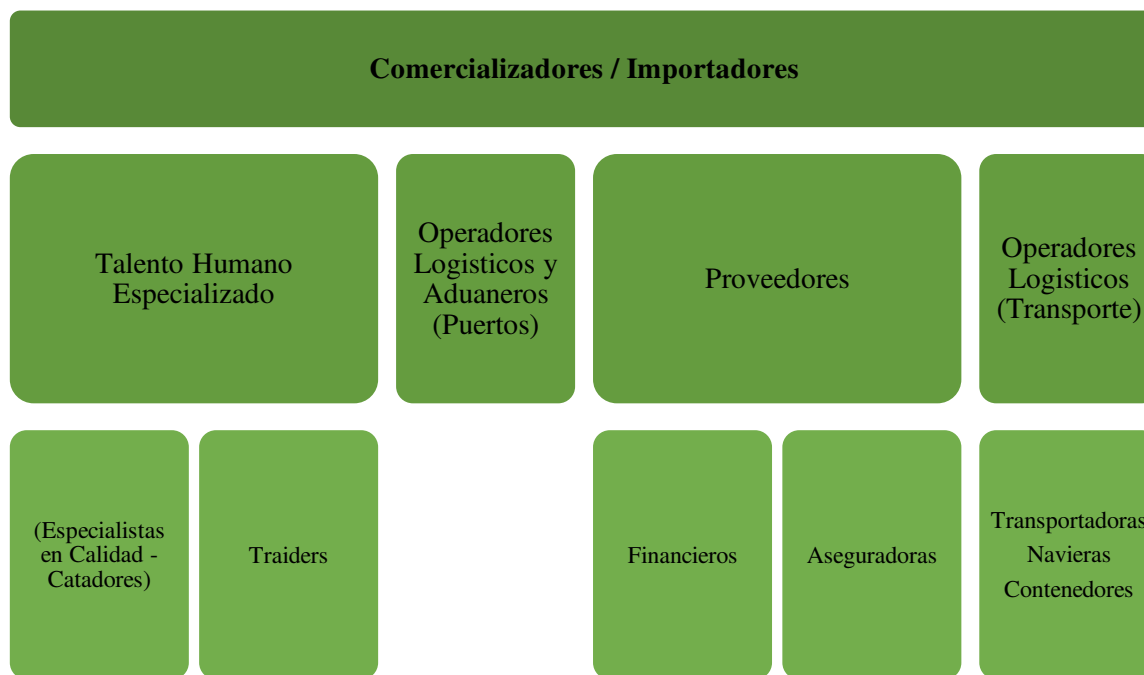 Comercializadores / Importadores
Talento Humano
Especializado
Operadores
Logisticos y
Aduaneros
(Puertos)
Proveedores
Operadores
Logisticos
(Transporte)
(Especialistas
en Calidad -
Catadores)
Traiders
Financieros
Aseguradoras
Transportadoras
Navieras
Contenedores